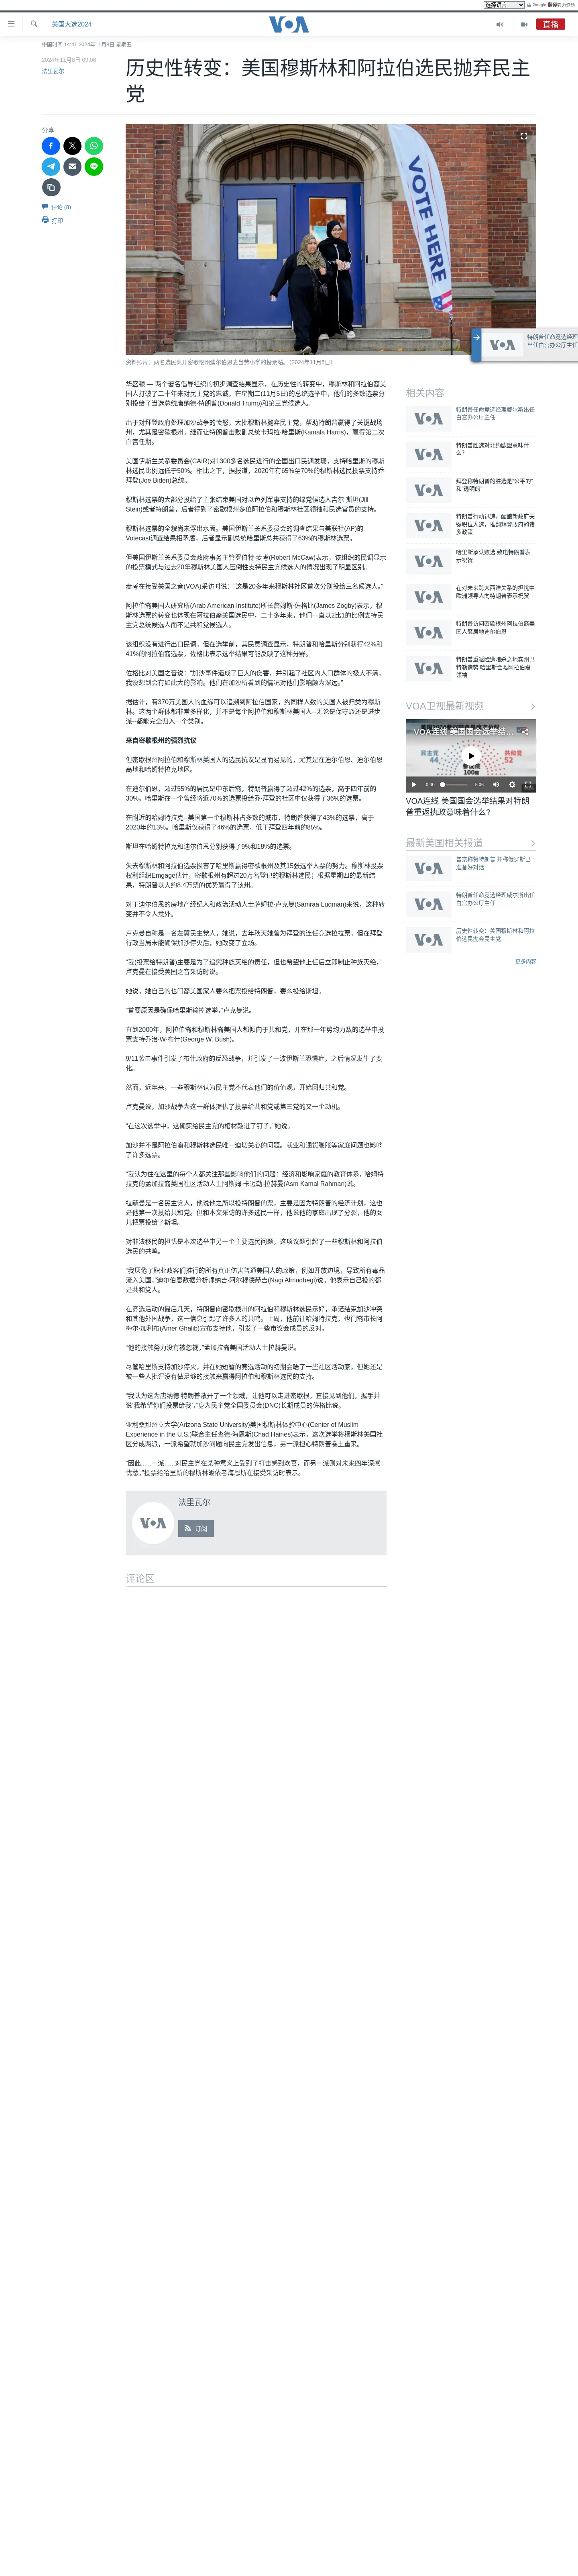 选择语言 由 Google 翻译强力驱动
美国大选2024
VOA
直播
中国时间 14:41 2024年11月8日 星期五
2024年11月8日 09:08
法里瓦尔
历史性转变：美国穆斯林和阿拉伯选民抛弃民主
党
分享
评论 (8)
打印
VOTE HERE
资料照片：两名选民离开密歇根州迪尔伯恩麦当劳小学的投票站。（2024年11月5日）
特朗普任命竞选经理
出任白宫办公厅主任
华盛顿 — 两个著名倡导组织的初步调查结果显示，在历史性的转变中，穆斯林和阿拉伯裔美
国人打破了二十多年来对民主党的忠诚，在星期二(11月5日)的总统选举中，他们的多数选票分
别投给了当选总统唐纳德·特朗普(Donald Trump)和第三党候选人。
出于对拜登政府处理加沙战争的愤怒，大批穆斯林抛弃民主党，帮助特朗普赢得了关键战场
州，尤其是密歇根州，继而让特朗普击败副总统卡玛拉·哈里斯(Kamala Harris)，赢得第二次
白宫任期。
美国伊斯兰关系委员会(CAIR)对1300多名选民进行的全国出口民调发现，支持哈里斯的穆斯
林选民比例远低于50%。相比之下，据报道，2020年有65%至70%的穆斯林选民投票支持乔·
拜登(Joe Biden)总统。
穆斯林选票的大部分投给了主张结束美国对以色列军事支持的绿党候选人吉尔·斯坦(Jill
Stein)或者特朗普，后者得到了密歇根州多位阿拉伯和穆斯林社区领袖和民选官员的支持。
穆斯林选票的全貌尚未浮出水面。美国伊斯兰关系委员会的调查结果与美联社(AP)的
Votecast调查结果相矛盾，后者显示副总统哈里斯总共获得了63%的穆斯林选票。
但美国伊斯兰关系委员会政府事务主管罗伯特·麦考(Robert McCaw)表示，该组织的民调显示
的投票模式与过去20年穆斯林美国人压倒性支持民主党候选人的情况出现了明显区别。
麦考在接受美国之音(VOA)采访时说：“这是20多年来穆斯林社区首次分别投给三名候选人。”
阿拉伯裔美国人研究所(Arab American Institute)所长詹姆斯·佐格比(James Zogby)表示，穆
斯林选票的转变也体现在阿拉伯裔美国选民中，二十多年来，他们一直以2比1的比例支持民
主党总统候选人而不是共和党候选人。
该组织没有进行出口民调。但在选举前，其民意调查显示，特朗普和哈里斯分别获得42%和
41%的阿拉伯裔选票，佐格比表示选举结果可能反映了这种分野。
佐格比对美国之音说：“加沙事件造成了巨大的伤害，并引起了社区内人口群体的极大不满，
我没想到会有如此大的影响。他们在加沙所看到的情况对他们影响颇为深远。”
据估计，有370万美国人的血缘可以追溯到阿拉伯国家，约同样人数的美国人被归类为穆斯
林。这两个群体都非常多样化，并不是每个阿拉伯和穆斯林美国人--无论是保守派还是进步
派--都能完全归入一个类别。
来自密歇根州的强烈抗议
但密歇根州阿拉伯和穆斯林美国人的选民抗议是显而易见的，尤其是在迪尔伯恩、迪尔伯恩
高地和哈姆特拉克地区。
在迪尔伯恩，超过55%的居民是中东后裔，特朗普赢得了超过42%的选票，高于四年前的
30%。哈里斯在一个曾经将近70%的选票投给乔·拜登的社区中仅获得了36%的选票。
在附近的哈姆特拉克--美国第一个穆斯林占多数的城市，特朗普获得了43%的选票，高于
2020年的13%。哈里斯仅获得了46%的选票，低于拜登四年前的85%。
斯坦在哈姆特拉克和迪尔伯恩分别获得了9%和18%的选票。
失去穆斯林和阿拉伯选票损害了哈里斯赢得密歇根州及其15张选举人票的努力。穆斯林投票
权利组织Emgage估计，密歇根州有超过20万名登记的穆斯林选民；根据星期四的最新结
果，特朗普以大约8.4万票的优势赢得了该州。
对于迪尔伯恩的房地产经纪人和政治活动人士萨姆拉·卢克曼(Samraa Luqman)来说，这种转
变并不令人意外。
卢克曼自称是一名左翼民主党人，她说，去年秋天她曾为拜登的连任竞选拉拉票，但在拜登
行政当局未能确保加沙停火后，她改变了立场。
“我(投票给特朗普)主要是为了追究种族灭绝的责任，但也希望他上任后立即制止种族灭绝，”
卢克曼在接受美国之音采访时说。
她说，她自己的也门裔美国家人要么把票投给特朗普，要么投给斯坦。
“首要原因是确保哈里斯输掉选举，”卢克曼说。
直到2000年，阿拉伯裔和穆斯林裔美国人都倾向于共和党，并在那一年势均力敌的选举中投
票支持乔治·W·布什(George W. Bush)。
9/11袭击事件引发了布什政府的反恐战争，并引发了一波伊斯兰恐惧症，之后情况发生了变
化。
然而，近年来，一些穆斯林认为民主党不代表他们的价值观，开始回归共和党。
卢克曼说，加沙战争为这一群体提供了投票给共和党或第三党的又一个动机。
“在这次选举中，这确实给民主党的棺材敲进了钉子，”她说。
加沙并不是阿拉伯裔和穆斯林选民唯一迫切关心的问题。就业和通货膨胀等家庭问题也影响
了许多选票。
“我认为住在这里的每个人都关注那些影响他们的问题：经济和影响家庭的教育体系，”哈姆特
拉克的孟加拉裔美国社区活动人士阿斯姆·卡迈勒·拉赫曼(Asm Kamal Rahman)说。
拉赫曼是一名民主党人，他说他之所以投特朗普的票，主要是因为特朗普的经济计划，这也
是他第一次投给共和党。但和本文采访的许多选民一样，他说他的家庭出现了分裂，他的女
儿把票投给了斯坦。
对非法移民的担忧是本次选举中另一个主要选民问题，这项议题引起了一些穆斯林和阿拉伯
选民的共鸣。
“我厌倦了职业政客们推行的所有真正伤害普通美国人的政策，例如开放边境，导致所有毒品
流入美国，”迪尔伯恩数据分析师纳吉·阿尔穆德赫吉(Nagi Almudhegi)说。他表示自己投的都
是共和党人。
在竞选活动的最后几天，特朗普向密歇根州的阿拉伯和穆斯林选民示好，承诺结束加沙冲突
和其他外国战争，这一信息引起了许多人的共鸣。上周，他前往哈姆特拉克，也门裔市长阿
梅尔·加利布(Amer Ghalib)宣布支持他，引发了一些市议会成员的反对。
“他的接触努力没有被忽视，”孟加拉裔美国活动人士拉赫曼说。
尽管哈里斯支持加沙停火，并在她短暂的竞选活动的初期会晤了一些社区活动家，但她还是
被一些人批评没有做足够的接触来赢得阿拉伯和穆斯林选民的支持。
“我认为这为唐纳德·特朗普敞开了一个领域，让他可以走进密歇根，直接见到他们，握手并
说‘我希望你们投票给我’，”身为民主党全国委员会(DNC)长期成员的佐格比说。
亚利桑那州立大学(Arizona State University)美国穆斯林体验中心(Center of Muslim
Experience in the U.S.)联合主任查德·海恩斯(Chad Haines)表示，这次选举将穆斯林美国社
区分成两派，一派希望就加沙问题向民主党发出信息，另一派担心特朗普卷土重来。
“因此……一派……对民主党在某种意义上受到了打击感到欢喜，而另一派则对未来四年深感
忧愁，”投票给哈里斯的穆斯林皈依者海恩斯在接受采访时表示。
法里瓦尔
VOA
订阅
评论区
相关内容
特朗普任命竞选经理威尔斯出任
白宫办公厅主任
特朗普胜选对北约欧盟意味什
么？
拜登称特朗普的胜选是“公平的”
和“透明的”
特朗普行动迅速，酝酿新政府关
键职位人选，推翻拜登政府的诸
多政策
哈里斯承认败选 致电特朗普表
示祝贺
在对未来跨大西洋关系的担忧中
欧洲领导人向特朗普表示祝贺
特朗普访问密歇根州阿拉伯裔美
国人聚居地迪尔伯恩
特朗普重返险遭暗杀之地宾州巴
特勒造势 哈里斯会晤阿拉伯裔
领袖
VOA卫视最新视频
VOA连线 美国国会选举结...
民主党 44
共和党 52
参议院
100席
0:00
5:06
VOA连线 美国国会选举结果对特朗
普重返执政意味着什么?
最新美国相关报道
普京称赞特朗普 并称俄罗斯已
准备好对话
特朗普任命竞选经理威尔斯出任
白宫办公厅主任
历史性转变：美国穆斯林和阿拉
伯选民抛弃民主党
更多内容